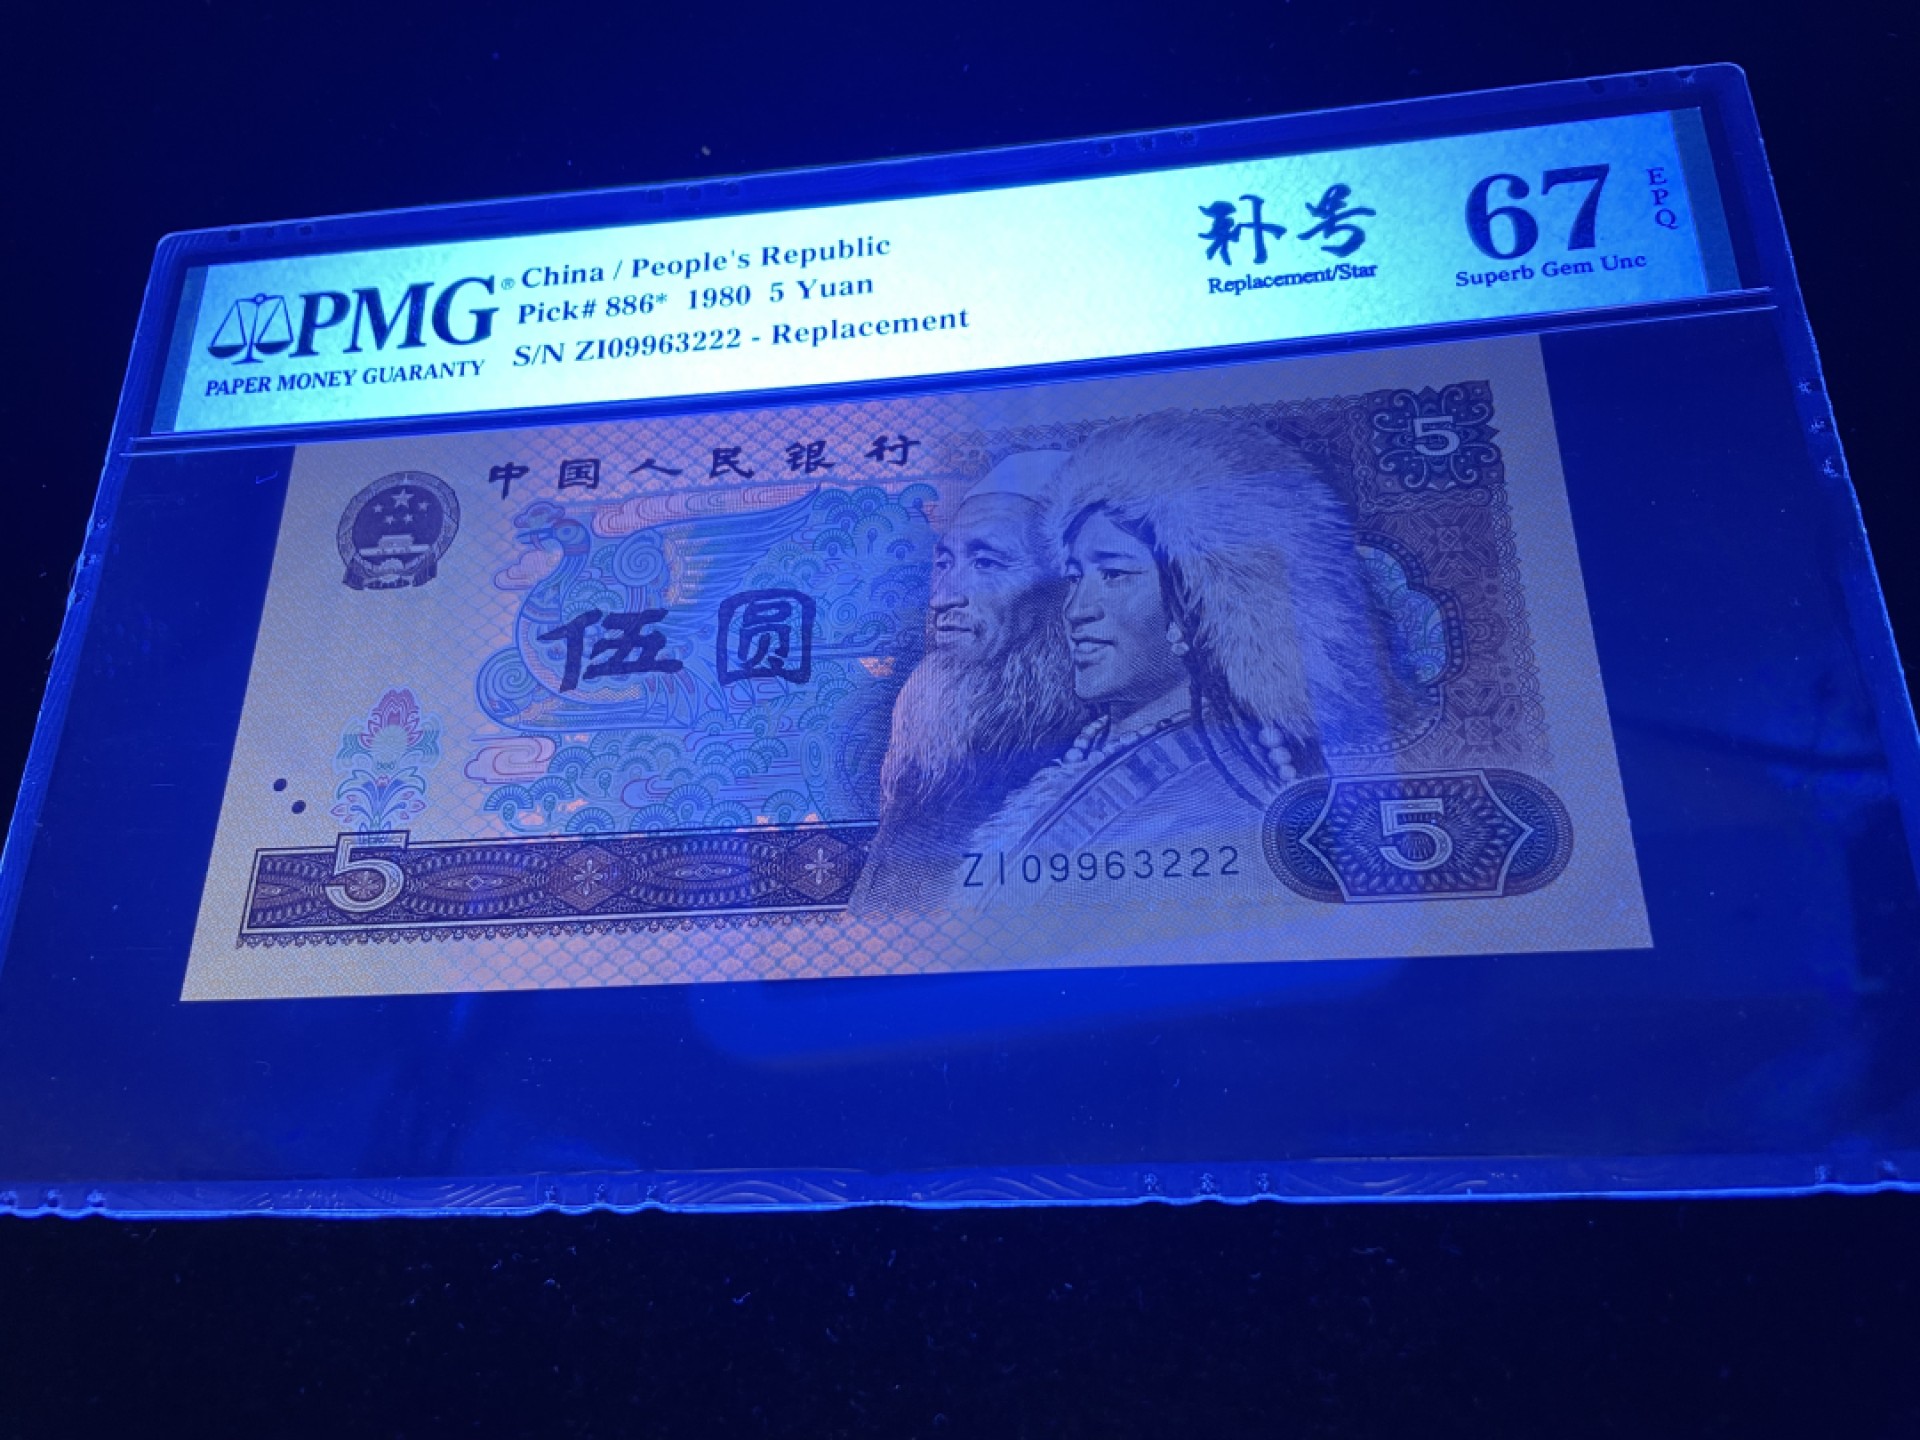 PMG®
PAPER MONEY GUARANTY
China / People's Republic
Pick# 886* 1980 5 Yuan
S/N ZI09963222 - Replacement
补号
Replacement/Star
67
EPQ
Superb Gem Unc
中国人民银行
5
伍圆
5
ZI09963222
5